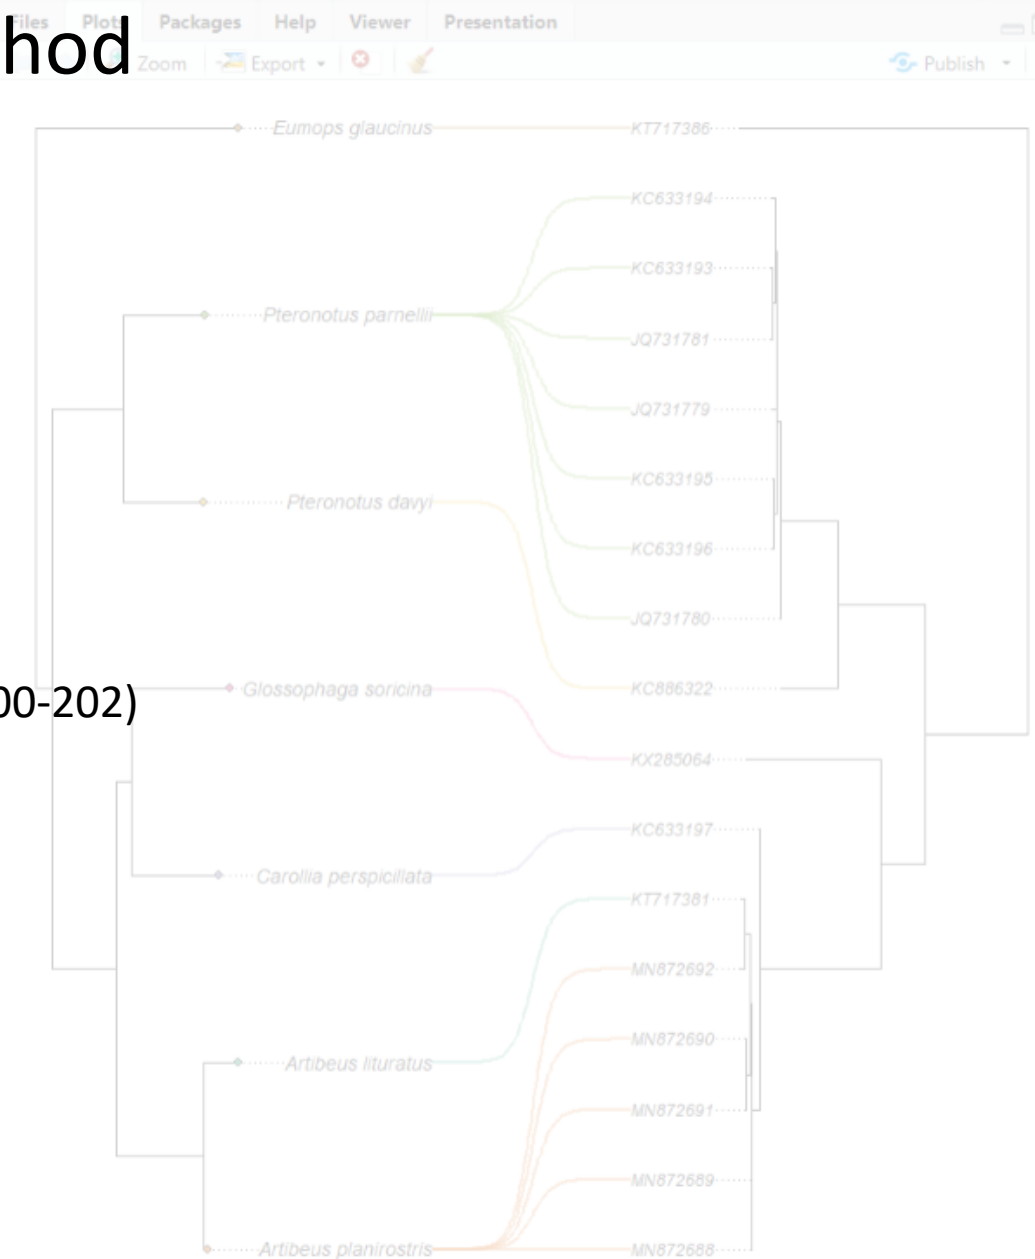 Files Plots Packages Help Viewer Presentation
hod
Zoom Export Publish
Eumops glaucinus KT717386
KC633194
KC633193
Pteronotus parnellii
JQ731781
JQ731779
KC633195
Pteronotus davyi
KC633196
JQ731780
Glossophaga soricina KC886322
00-202)
KX285064
KC633197
Carollia perspicillata
KT717381
MN872692
MN872690
Artibeus lituratus
MN872691
MN872689
Artibeus planirostris MN872688